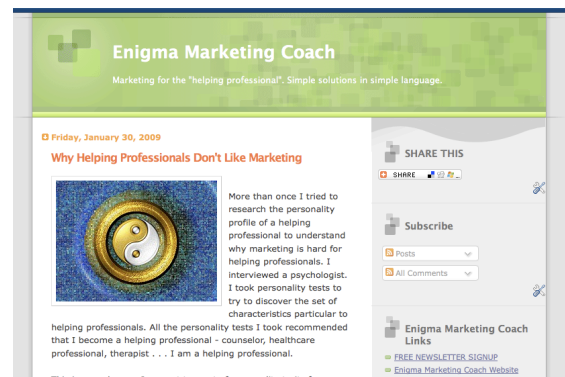 Enigma Marketing Coach
Marketing for the "helping professional". Simple solutions in simple language.
Friday, January 30, 2009
Why Helping Professionals Don't Like Marketing
More than once I tried to
research the personality
profile of a helping
professional to understand
why marketing is hard for
helping professionals. I
interviewed a psychologist.
I took personality tests to
try to discover the set of
characteristics particular to
helping professionals. All the personality tests I took recommended
that I become a helping professional - counselor, healthcare
professional, therapist . . . I am a helping professional.
SHARE THIS
SHARE
Subscribe
Posts
All Comments
Enigma Marketing Coach
Links
FREE NEWSLETTER SIGNUP
Enigma Marketing Coach Website